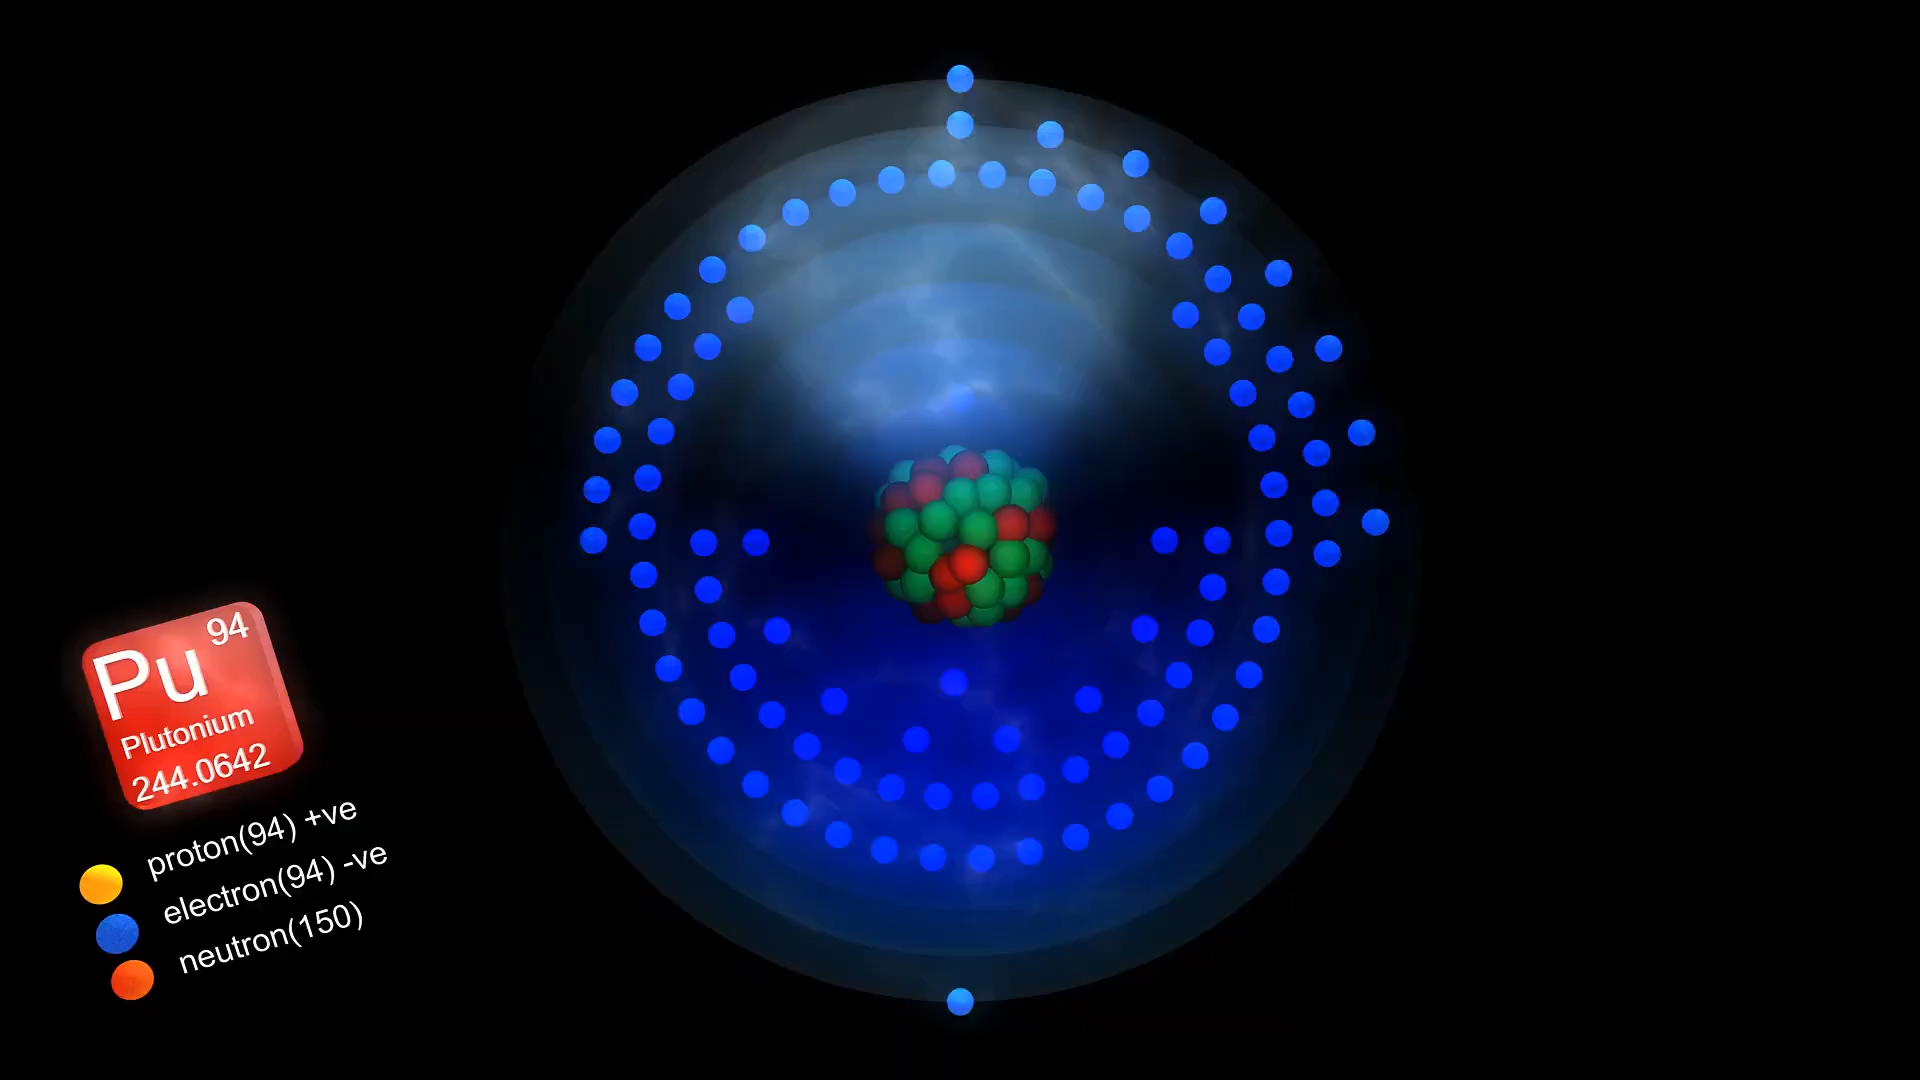 94
Pu
Plutonium
244.0642
proton(94) +ve
electron(94) -ve
neutron(150)